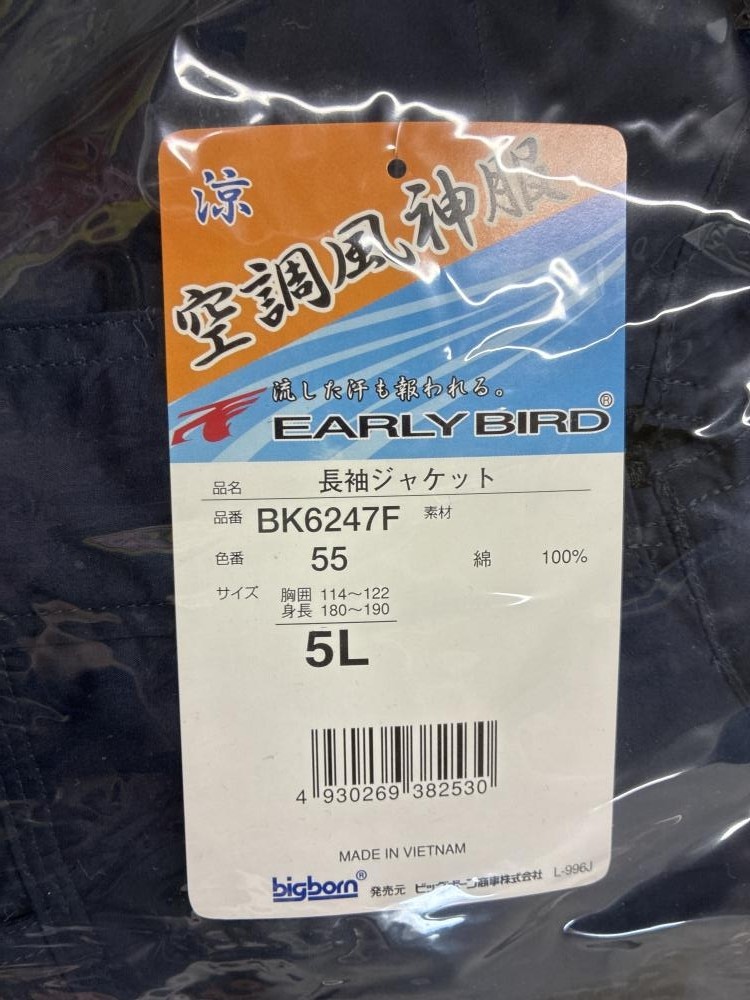 涼
空調風神服
流した汗も報われる。
EARLY BIRD®
品名 長袖ジャケット
品番 BK6247F 素材
色番 55 綿 100%
サイズ 胸囲 114～122
身長 180～190
5L
4 930269 382530
MADE IN VIETNAM
bigborn® 発売元 ビッグボーン商事株式会社 L-996J